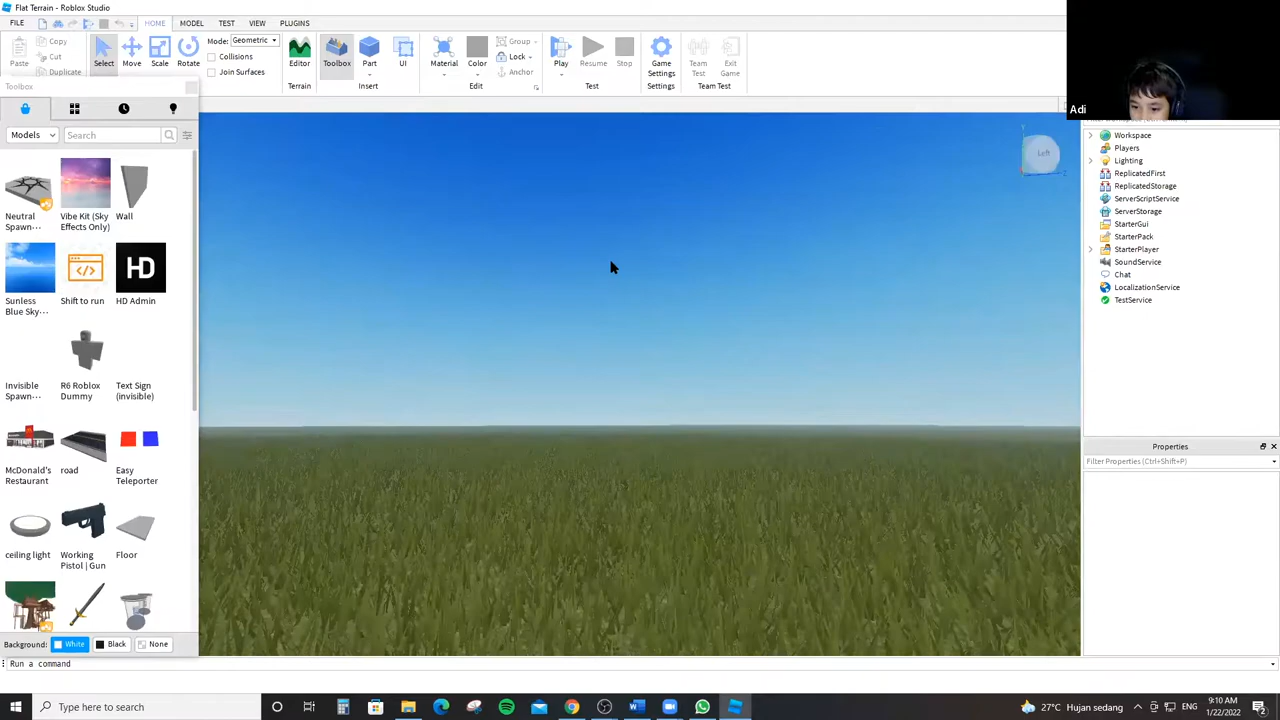 Flat Terrain - Roblox Studio
FILE
HOME
MODEL
TEST
VIEW
PLUGINS
Paste
Copy
Cut
Duplicate
Select
Move
Scale
Rotate
Mode:
Geometric
Collisions
Join Surfaces
Editor
Terrain
Toolbox
Part
UI
Insert
Material
Color
Group
Lock
Anchor
Edit
Play
Resume
Stop
Test
Game
Settings
Settings
Team
Test
Exit
Game
Team Test
Adi
Toolbox
Models
Search
Neutral
Spawn...
Vibe Kit (Sky
Effects Only)
Wall
Sunless
Blue Sky...
Shift to run
HD
HD Admin
Invisible
Spawn...
R6 Roblox
Dummy
Text Sign
(invisible)
McDonald's
Restaurant
road
Easy
Teleporter
ceiling light
Working
Pistol | Gun
Floor
Background:
White
Black
None
Left
Workspace
Players
Lighting
ReplicatedFirst
ReplicatedStorage
ServerScriptService
ServerStorage
StarterGui
StarterPack
StarterPlayer
SoundService
Chat
LocalizationService
TestService
Properties
Filter Properties (Ctrl+Shift+P)
Run a command
Type here to search
27°C Hujan sedang
ENG
9:10 AM
1/22/2022
2